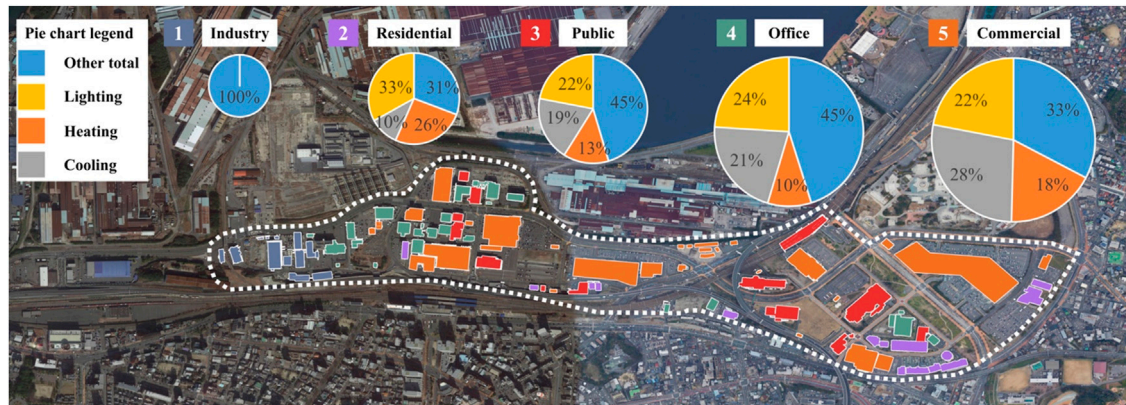 Pie chart legend
Other total
Lighting
Heating
Cooling
1 Industry
100%
2 Residential
33% 31%
10% 26%
3 Public
22% 45%
19%
13%
4 Office
24% 45%
21%
10%
5 Commercial
22% 33%
28% 18%